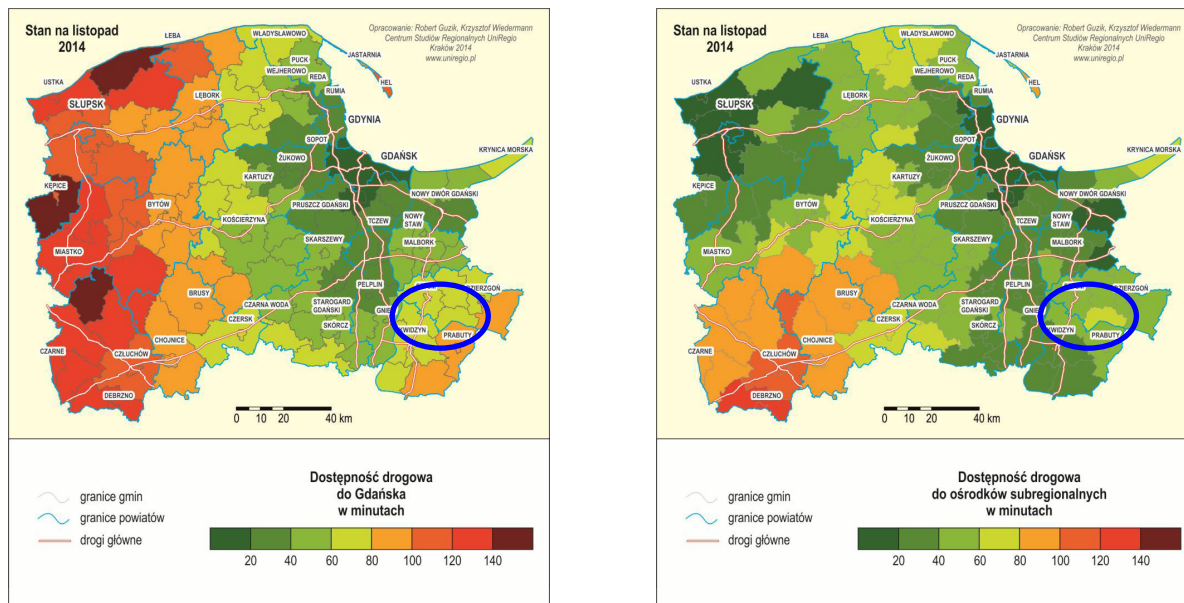 Stan na listopad
2014
Opracowanie: Robert Guzik, Krzysztof Wiedermann
Centrum Studiów Regionalnych UniRegio
Kraków 2014
www.uniregio.pl
ŁEBA
WŁADYSŁAWOWO
JASTARNIA
PUCK
USTKA
WEJHEROWO
REDA
HEL
SŁUPSK
LĘBORK
RUMIA
GDYNIA
SOPOT
GDAŃSK
KRYNICA MORSKA
ŻUKOWO
KĘPICE
KARTUZY
NOWY DWÓR GDAŃSKI
BYTÓW
PRUSZCZ GDAŃSKI
KOŚCIERZYNA
TCZEW
NOWY
STAW
MIASTKO
SKARSZEWY
MALBORK
PELPLIN
BRUSY
CZARNA WODA
STAROGARD
GDAŃSKI
CZERSK
SKÓRCZ
KWIDZYN
PRABUTY
CZARNE
CHOJNICE
CZŁUCHÓW
DEBRZNO
0 10 20 40 km
granice gmin
granice powiatów
drogi główne
Dostępność drogowa
do Gdańska
w minutach
20 40 60 80 100 120 140
Stan na listopad
2014
Opracowanie: Robert Guzik, Krzysztof Wiedermann
Centrum Studiów Regionalnych UniRegio
Kraków 2014
www.uniregio.pl
ŁEBA
WŁADYSŁAWOWO
JASTARNIA
PUCK
USTKA
WEJHEROWO
REDA
HEL
SŁUPSK
LĘBORK
RUMIA
GDYNIA
SOPOT
GDAŃSK
KRYNICA MORSKA
ŻUKOWO
KĘPICE
KARTUZY
NOWY DWÓR GDAŃSKI
BYTÓW
PRUSZCZ GDAŃSKI
KOŚCIERZYNA
TCZEW
NOWY
STAW
MIASTKO
SKARSZEWY
MALBORK
DZIERZGOŃ
PELPLIN
BRUSY
CZARNA WODA
STAROGARD
GDAŃSKI
CZERSK
SKÓRCZ
KWIDZYN
PRABUTY
CZARNE
CHOJNICE
CZŁUCHÓW
DEBRZNO
0 10 20 40 km
granice gmin
granice powiatów
drogi główne
Dostępność drogowa
do ośrodków subregionalnych
w minutach
20 40 60 80 100 120 140